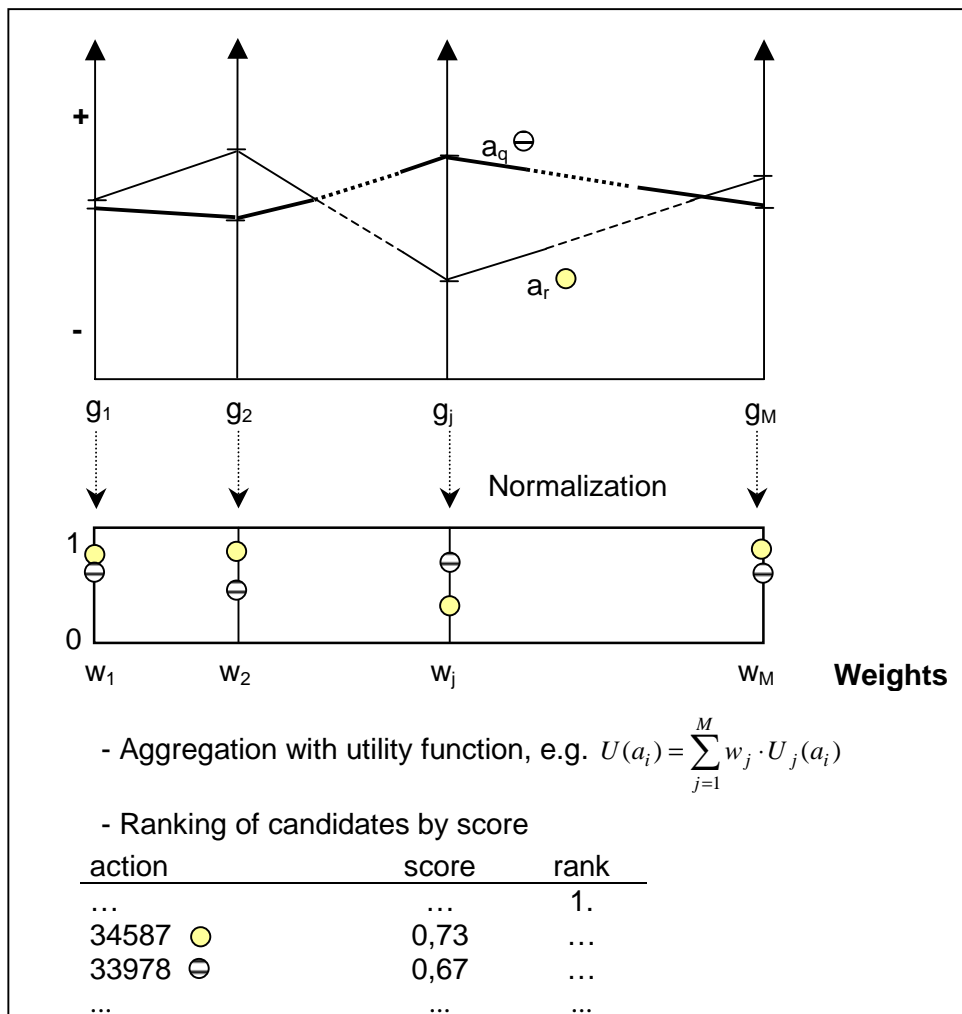 +
a_q
a_r
-
g_1 g_2 g_j g_M
Normalization
1
0
w_1 w_2 w_j w_M Weights
- Aggregation with utility function, e.g. U(a_i) = \sum_{j=1}^{M} w_j · U_j(a_i)
- Ranking of candidates by score
action score rank
… … 1.
34587 0,73 …
33978 0,67 …
... ... ...